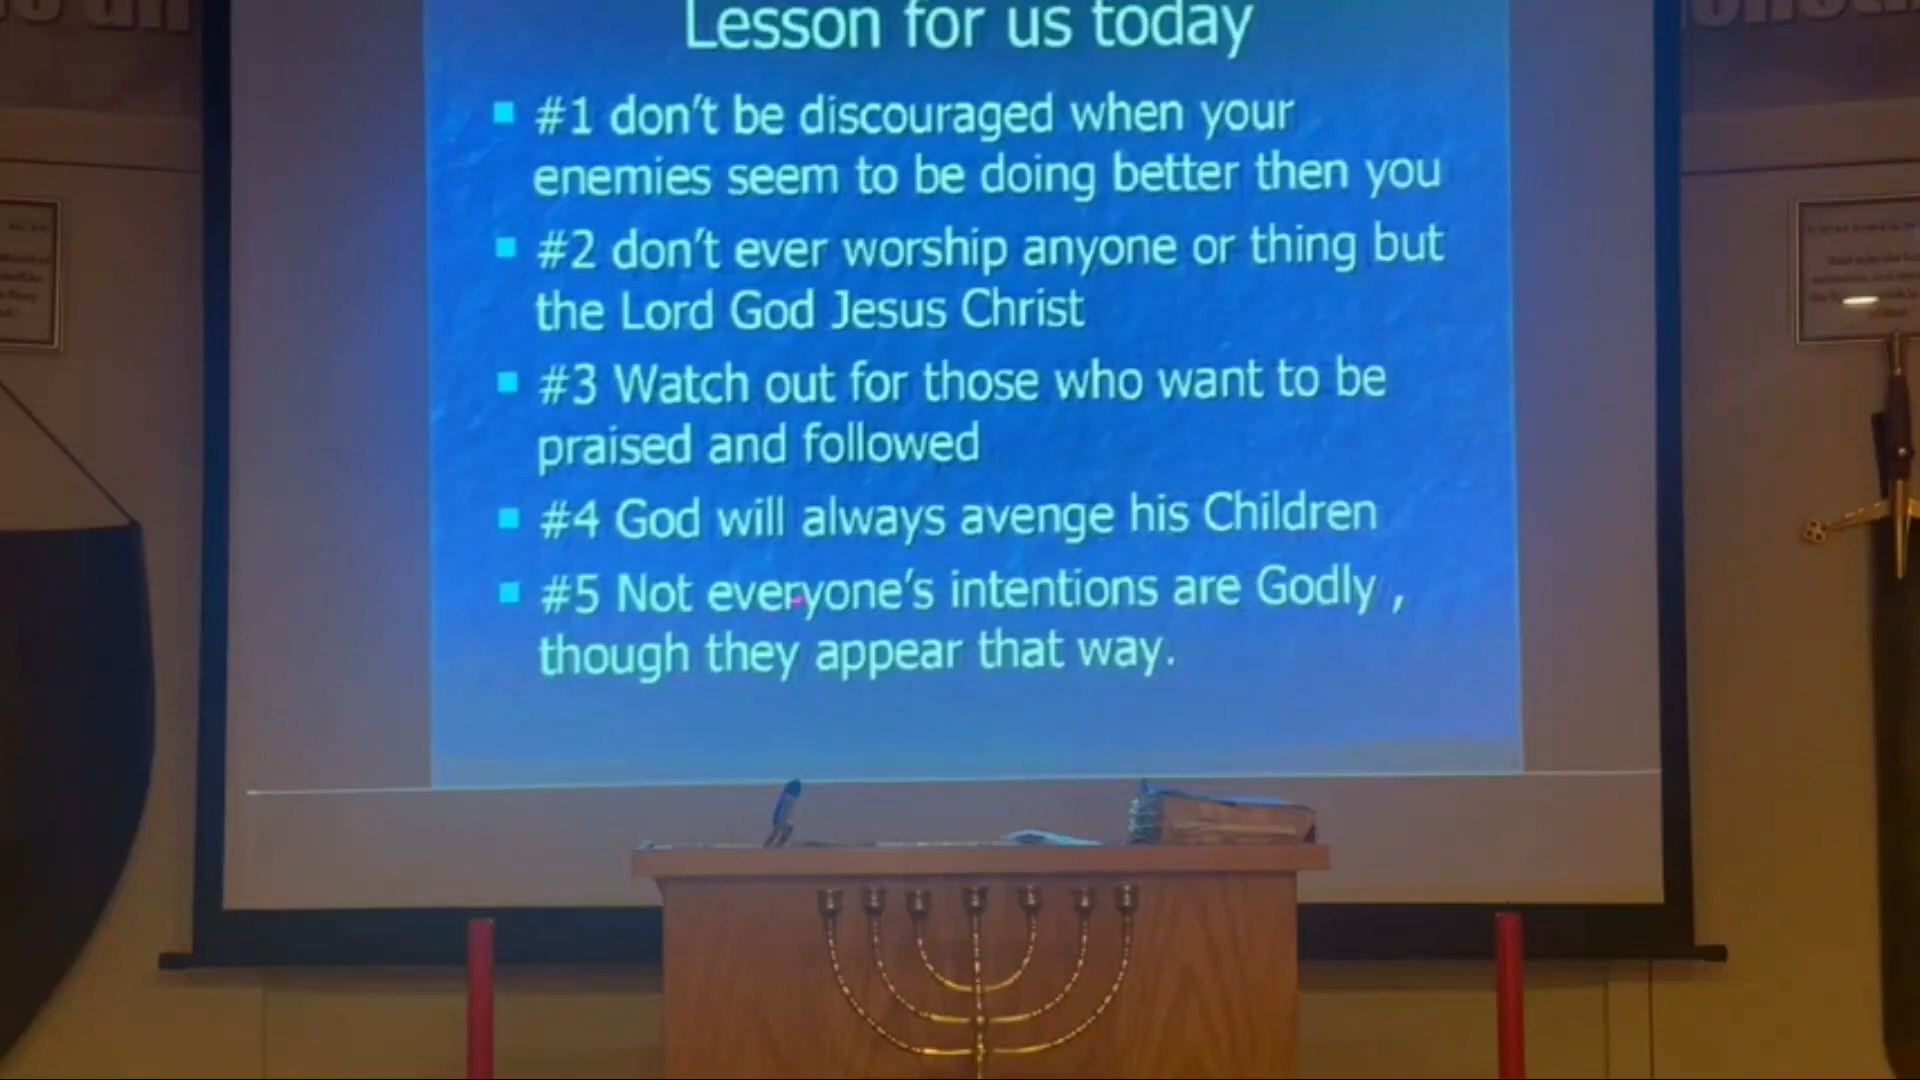 Lesson for us today
#1 don't be discouraged when your
enemies seem to be doing better then you
#2 don't ever worship anyone or thing but
the Lord God Jesus Christ
#3 Watch out for those who want to be
praised and followed
#4 God will always avenge his Children
#5 Not everyone's intentions are Godly ,
though they appear that way.